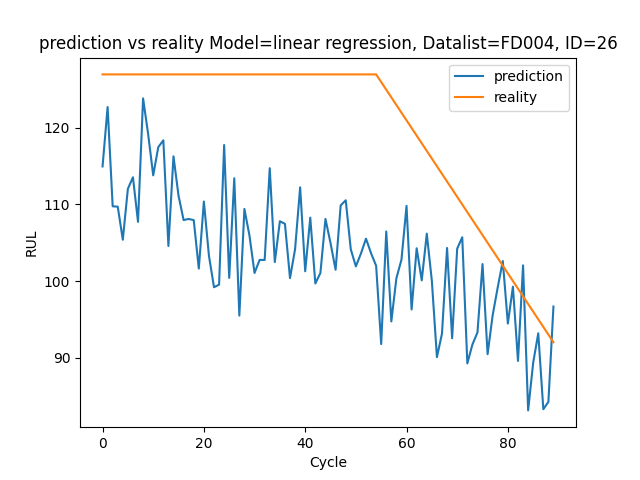 prediction vs reality Model=linear regression, Datalist=FD004, ID=26
prediction
reality
RUL
120
110
100
90
0 20 40 60 80
Cycle